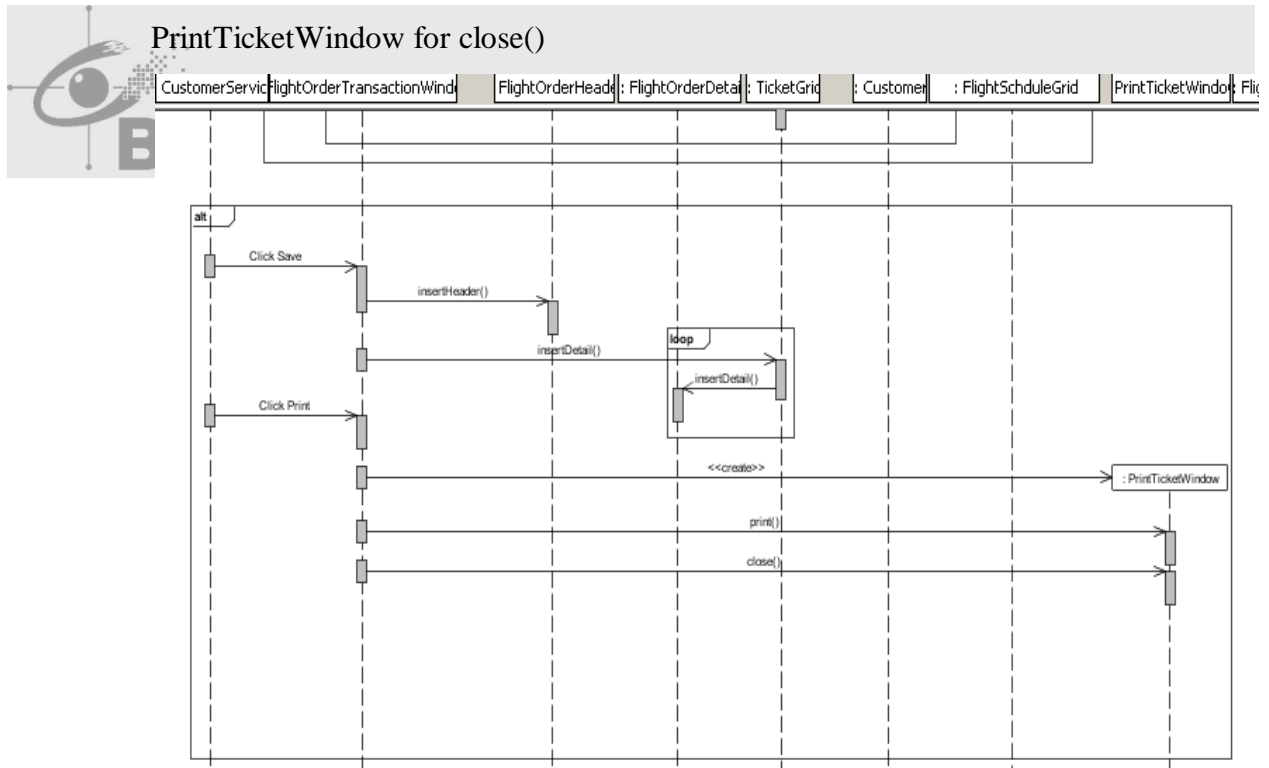 PrintTicketWindow for close()
CustomerServic FlightOrderTransactionWind FlightOrderHeade : FlightOrderDetai : TicketGrid : Customer : FlightSchduleGrid PrintTicketWindo : Flig
B
alt
Click Save
insertHeader()
loop
insertDetail()
insertDetail()
Click Print
<<create>>
: PrintTicketWindow
print()
close()